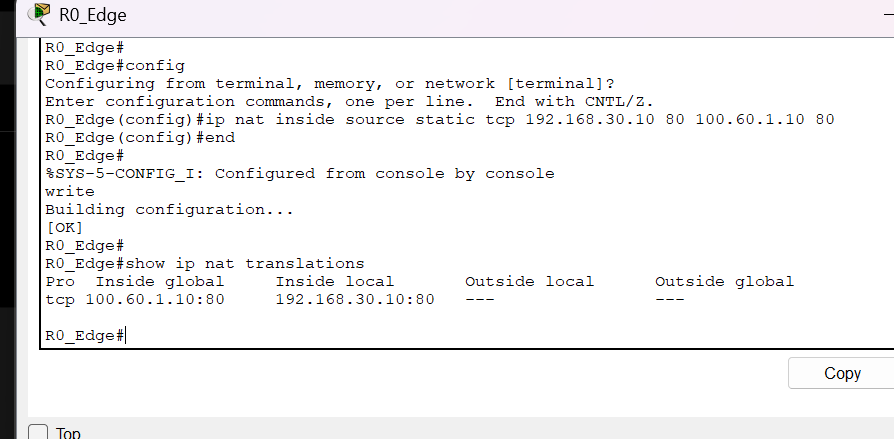 R0_Edge
R0_Edge#
R0_Edge#config
Configuring from terminal, memory, or network [terminal]?
Enter configuration commands, one per line.  End with CNTL/Z.
R0_Edge(config)#ip nat inside source static tcp 192.168.30.10 80 100.60.1.10 80
R0_Edge(config)#end
R0_Edge#
%SYS-5-CONFIG_I: Configured from console by console
write
Building configuration...
[OK]
R0_Edge#
R0_Edge#show ip nat translations
Pro  Inside global     Inside local       Outside local      Outside global
tcp 100.60.1.10:80     192.168.30.10:80   ---                ---
R0_Edge#
Copy
Top